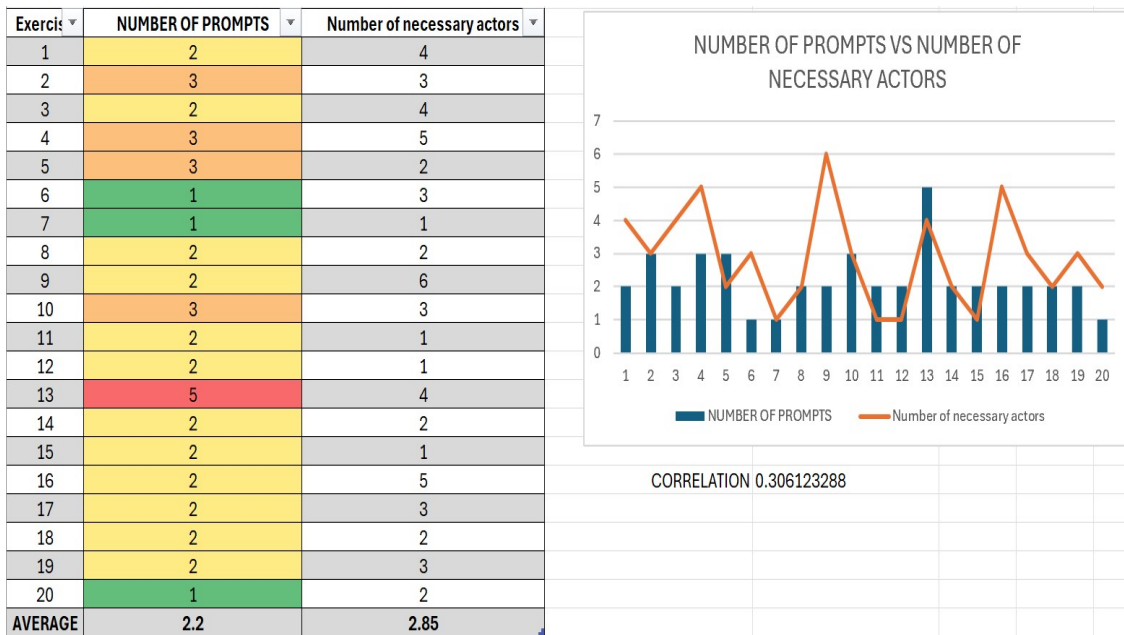 Exercis NUMBER OF PROMPTS Number of necessary actors
1 2 4
2 3 3
3 2 4
4 3 5
5 3 2
6 1 3
7 1 1
8 2 2
9 2 6
10 3 3
11 2 1
12 2 1
13 5 4
14 2 2
15 2 1
16 2 5
17 2 3
18 2 2
19 2 3
20 1 2
AVERAGE 2.2 2.85
NUMBER OF PROMPTS VS NUMBER OF
NECESSARY ACTORS
7
6
5
4
3
2
1
0
1 2 3 4 5 6 7 8 9 10 11 12 13 14 15 16 17 18 19 20
NUMBER OF PROMPTS Number of necessary actors
CORRELATION 0.306123288